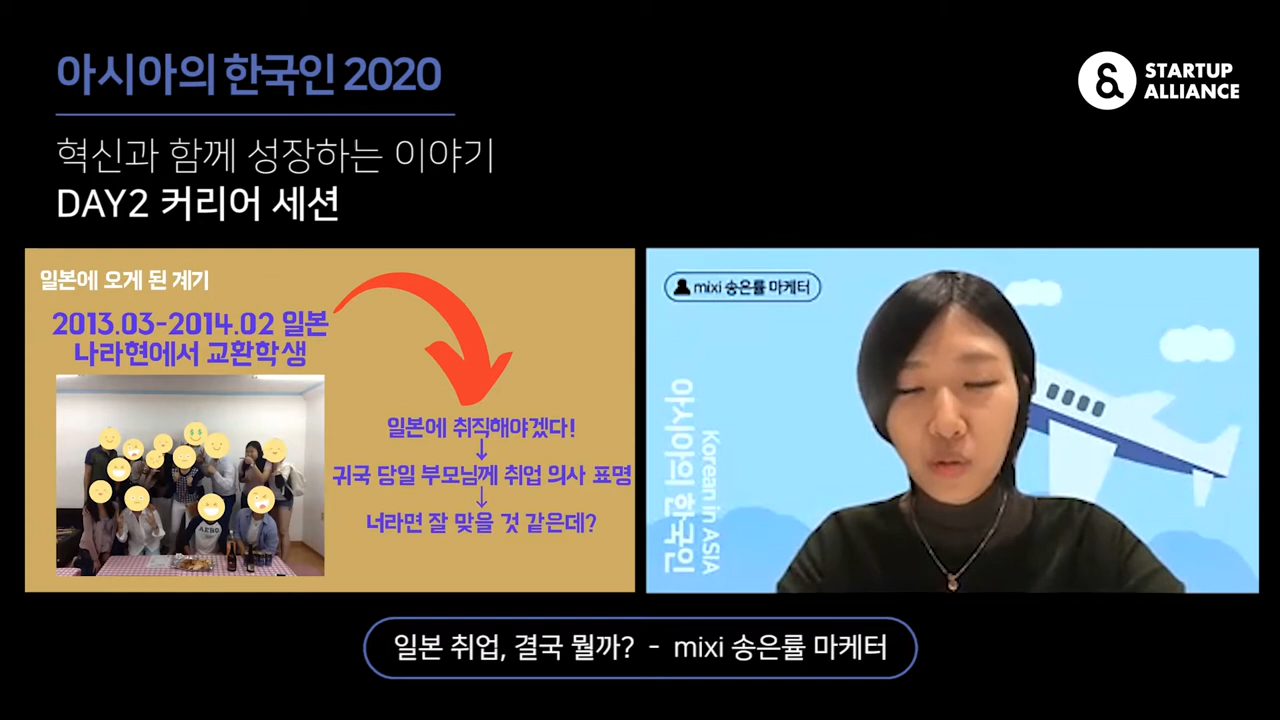 아시아의 한국인 2020
혁신과 함께 성장하는 이야기
DAY2 커리어 세션
STARTUP
ALLIANCE
일본에 오게 된 계기
2013.03-2014.02 일본
나라현에서 교환학생
일본에 취직해야겠다!
↓
귀국 당일 부모님께 취업 의사 표명
↓
너라면 잘 맞을 것 같은데?
mixi 송은률 마케터
아시아의 한국인
Korean in ASIA
일본 취업, 결국 뭘까? - mixi 송은률 마케터